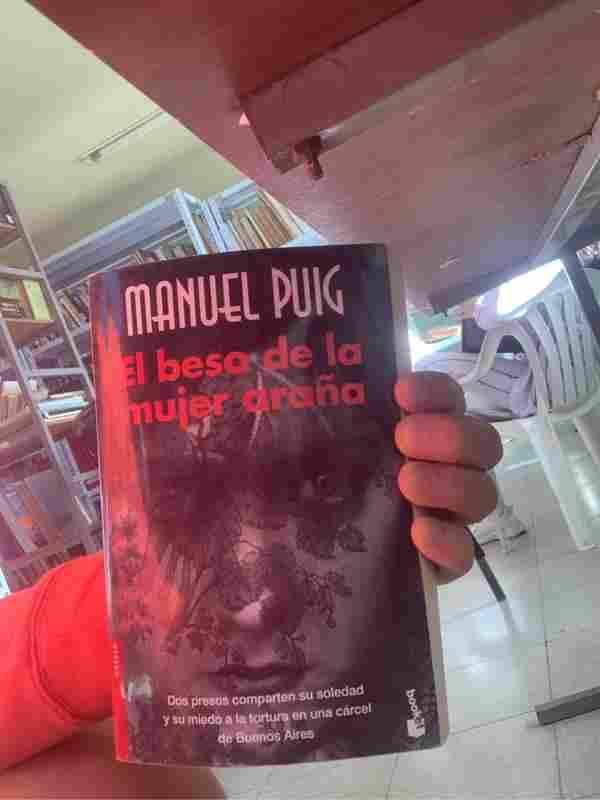 MANUEL PUIG
El beso de la
mujer araña
Dos presos comparten su soledad
y su miedo a la tortura en una cárcel
de Buenos Aires
booket